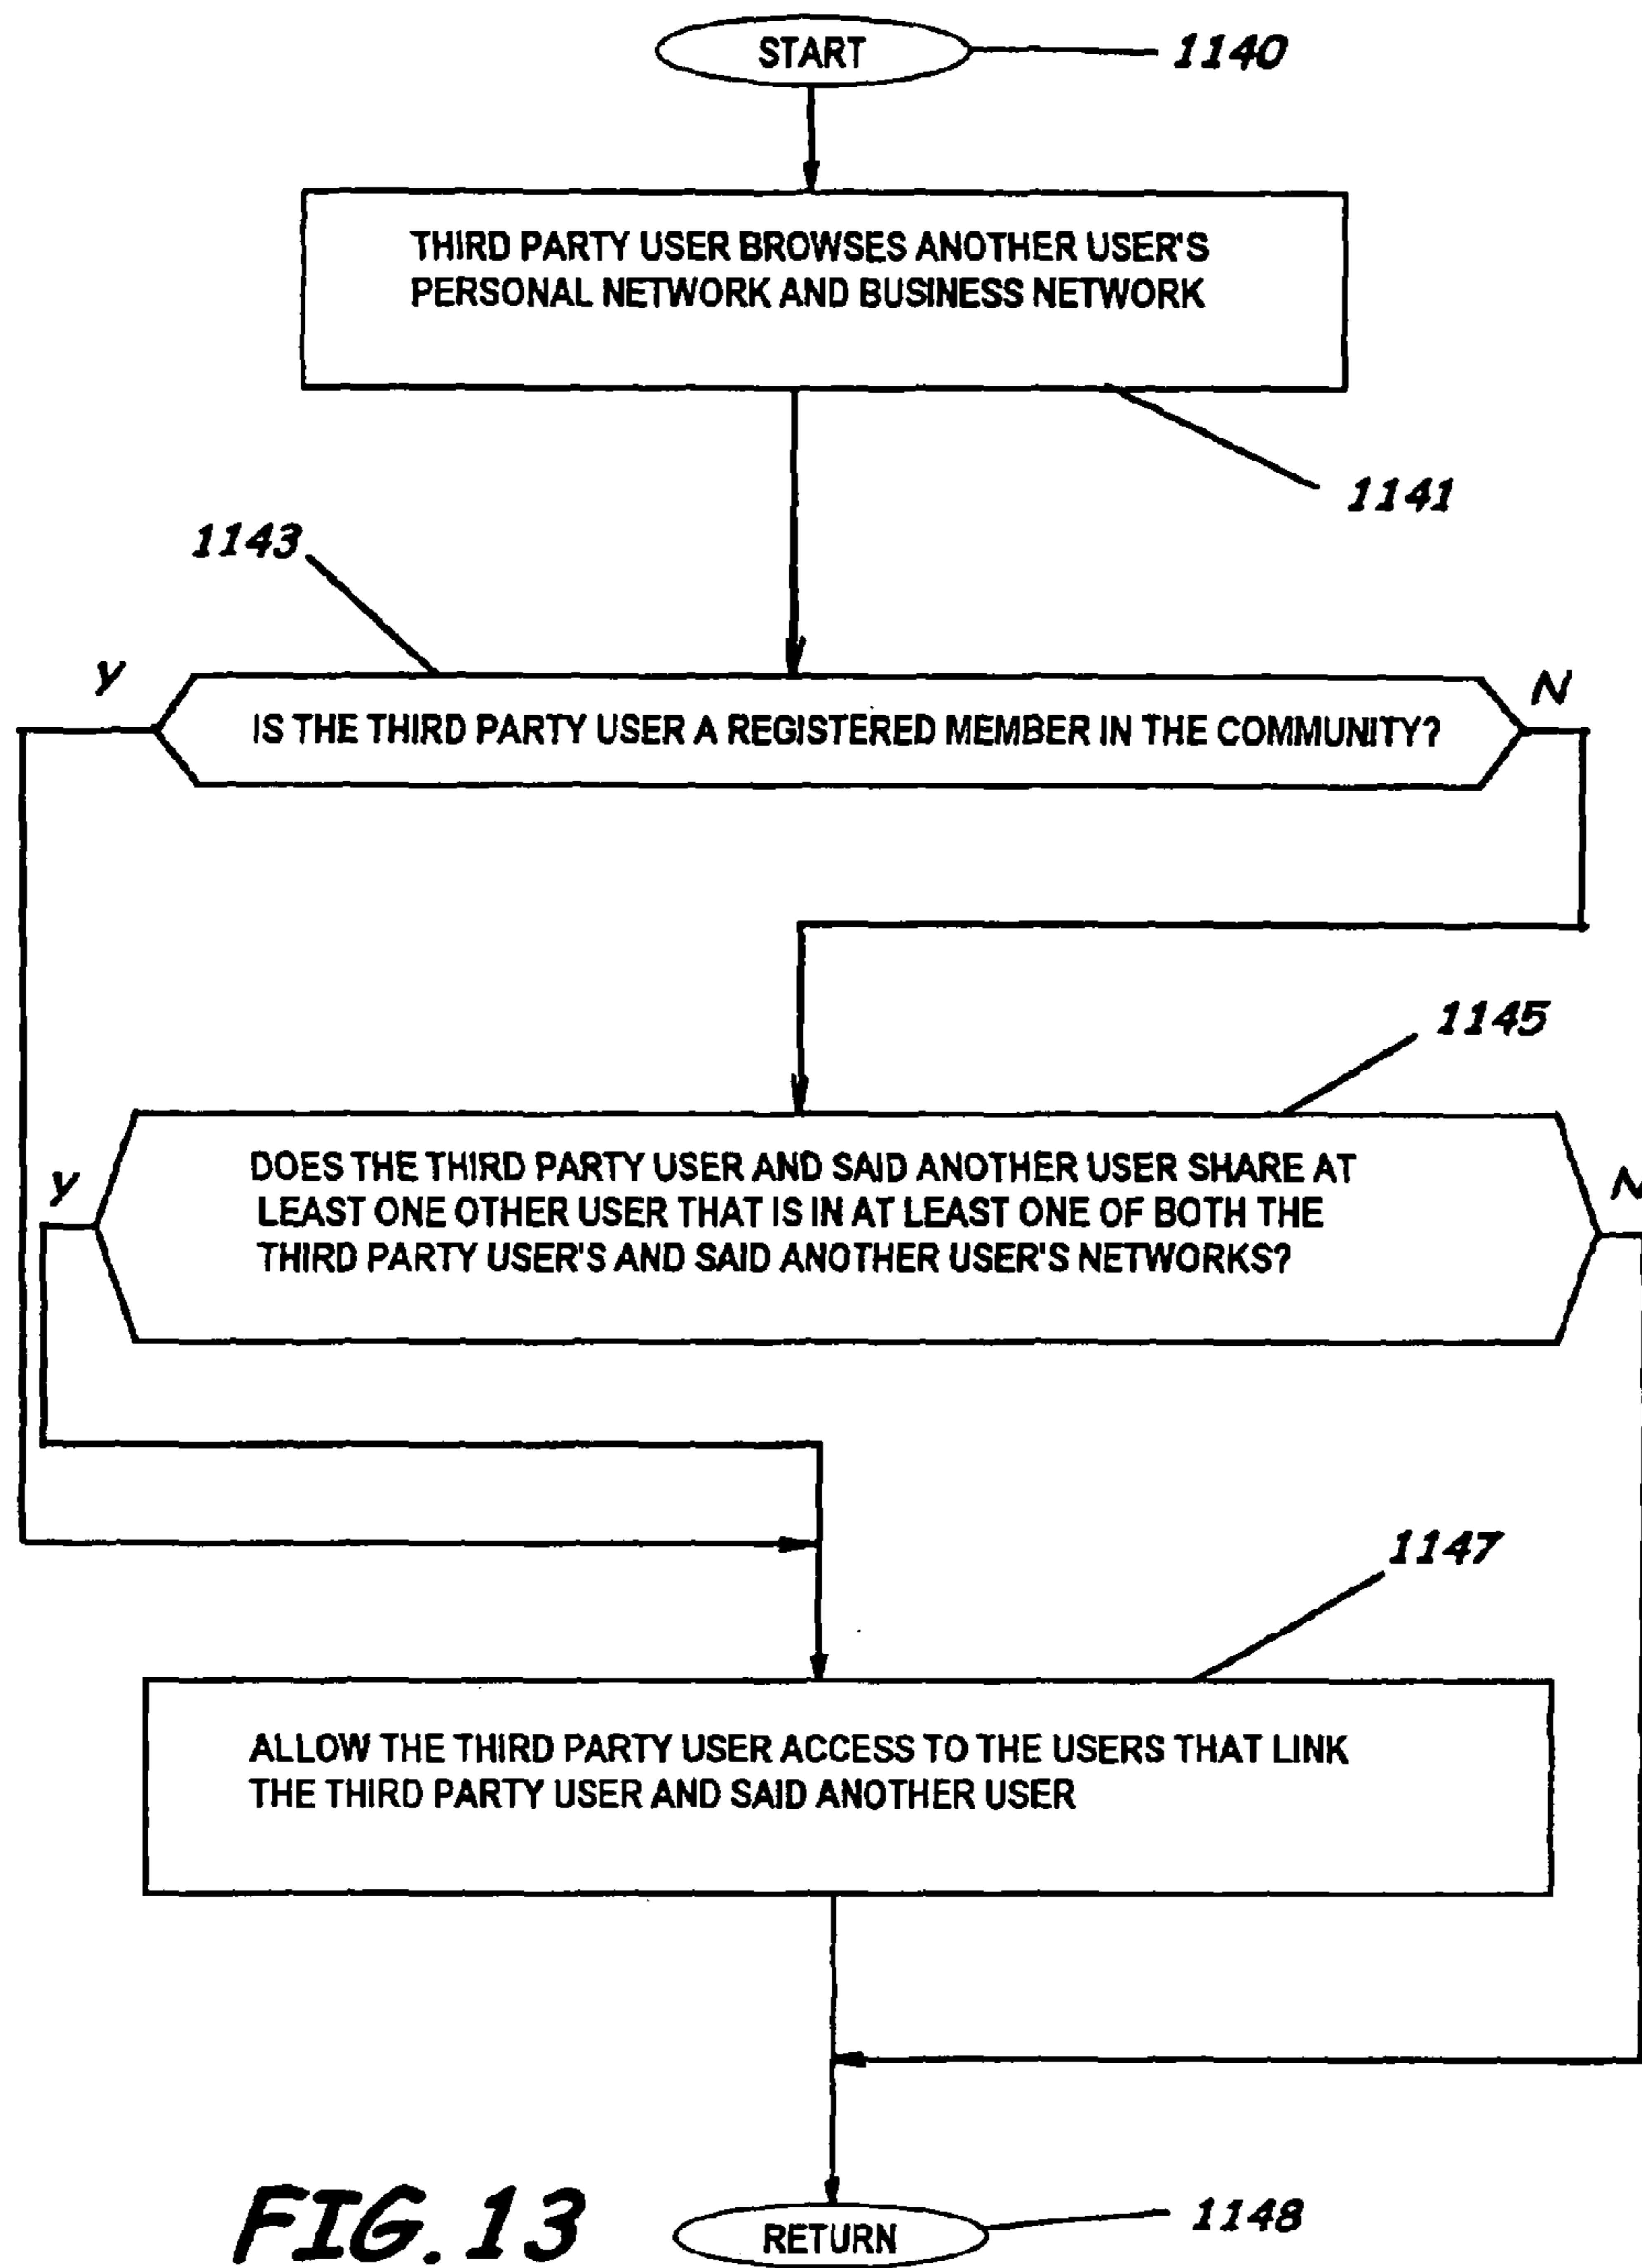 START
1140
THIRD PARTY USER BROWSES ANOTHER USER'S
PERSONAL NETWORK AND BUSINESS NETWORK
1141
1143
Y
N
IS THE THIRD PARTY USER A REGISTERED MEMBER IN THE COMMUNITY?
1145
Y
N
DOES THE THIRD PARTY USER AND SAID ANOTHER USER SHARE AT
LEAST ONE OTHER USER THAT IS IN AT LEAST ONE OF BOTH THE
THIRD PARTY USER'S AND SAID ANOTHER USER'S NETWORKS?
1147
ALLOW THE THIRD PARTY USER ACCESS TO THE USERS THAT LINK
THE THIRD PARTY USER AND SAID ANOTHER USER
FIG. 13
RETURN
1148